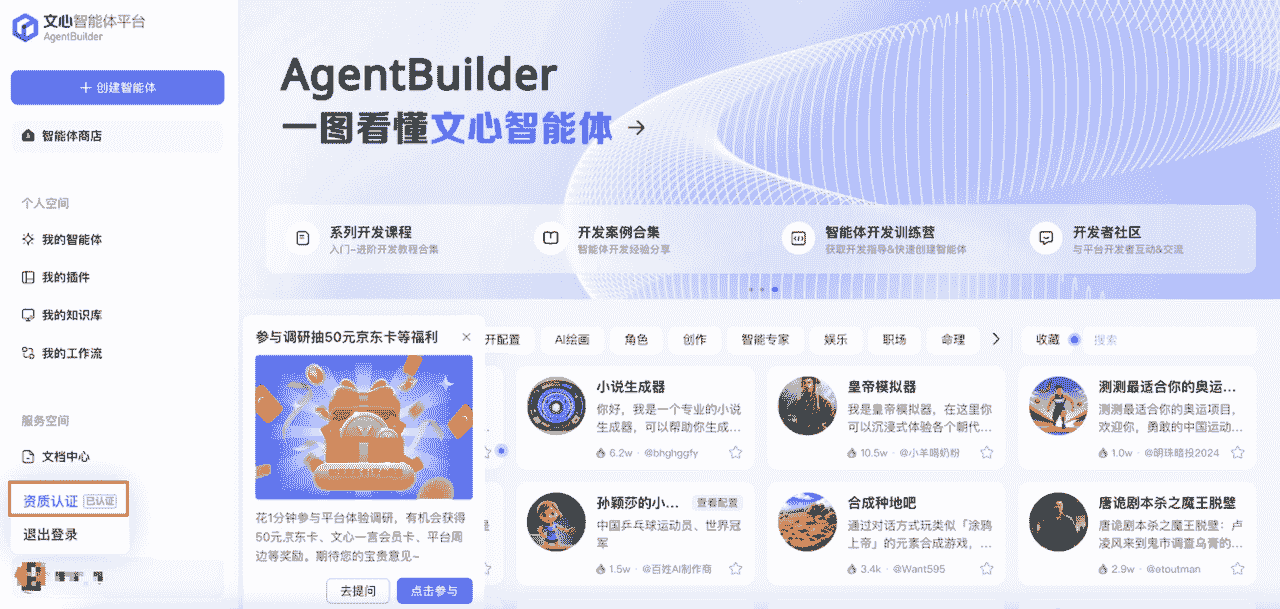 文心智能体平台
AgentBuilder
创建智能体
智能体商店
个人空间
我的智能体
我的插件
我的知识库
我的工作流
服务空间
文档中心
资质认证 已认证
退出登录
AgentBuilder
一图看懂文心智能体
系列开发课程
入门-进阶开发教程合集
开发案例合集
智能体开发经验分享
智能体开发训练营
获取开发指导&快速创建智能体
开发者社区
与平台开发者互动&交流
参与调研抽50元京东卡等福利
花1分钟参与平台体验调研，有机会获得
50元京东卡、文心一言会员卡、平台周
边等奖励。期待您的宝贵意见~
去提问
点击参与
开配置
AI绘画
角色
创作
智能专家
娱乐
职场
命理
收藏
搜索
小说生成器
你好，我是一个专业的小说
生成器，可以帮助你生成...
6.2w · @bhghggfy
皇帝模拟器
我是皇帝模拟器，在这里你
可以沉浸式体验各个朝代...
10.5w · @小羊喝奶粉
测测最适合你的奥运...
测测最适合你的奥运项目，
欢迎你，勇敢的中国运动...
1.0w · @明珠暗投2024
孙颖莎的小... 查看配置
中国乒乓球运动员、世界冠
军
1.5w · @百姓AI制作商
合成种地吧
通过对话方式玩类似「涂鸦
上帝」的元素合成游戏，...
3.4k · @Want595
唐诡剧本杀之魔王脱壁
唐诡剧本杀之魔王脱壁：卢
凌风来到鬼市调查乌膏的...
2.9w · @otoutman